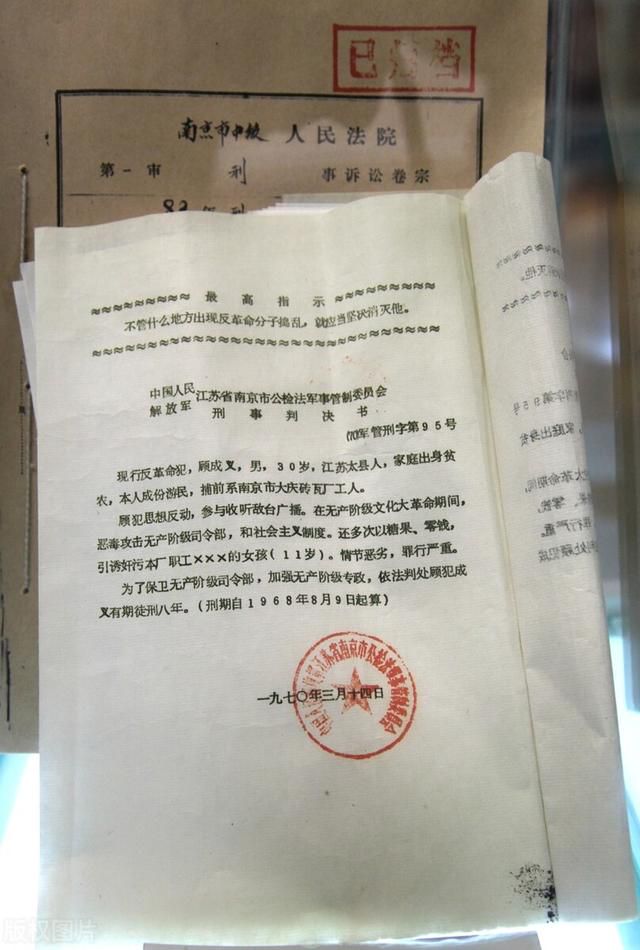 已归档
南京市中级 人民法院
第一审 刑 事诉讼卷宗
最高指示
不管什么地方出现反革命分子捣乱，就应当坚决消灭他。
中国人民
解放军
江苏省南京市公检法军事管制委员会
刑事判决书
(70)军管刑字第95号
现行反革命犯，顾成义，男，30岁，江苏太县人，家庭出身贫
农，本人成份游民，捕前系南京市大庆砖瓦厂工人。
顾犯思想反动，参与收听敌台广播。在无产阶级文化大革命期间，
恶毒攻击无产阶级司令部，和社会主义制度。还多次以糖果、零钱，
引诱奸污本厂职工×××的女孩（11岁）。情节恶劣，罪行严重。
为了保卫无产阶级司令部，加强无产阶级专政，依法判处顾犯成
义有期徒刑八年。（刑期自1968年8月9日起算）
一九七〇年三月十四日
版权图片